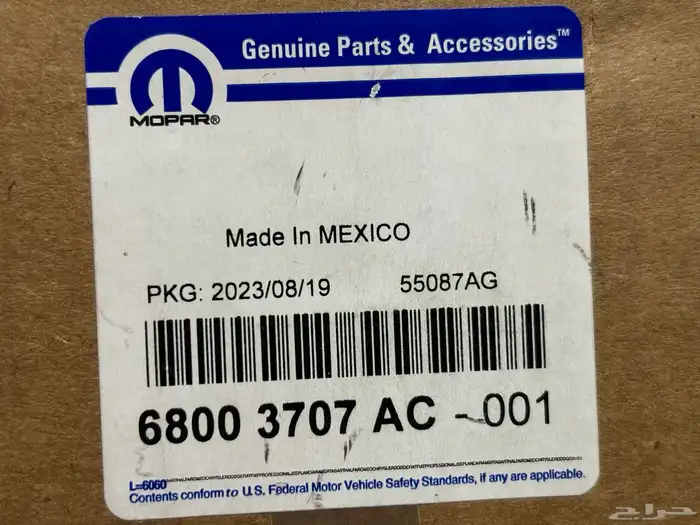 Genuine Parts & Accessories™
MOPAR®
Made In MEXICO
PKG: 2023/08/19 55087AG
6800 3707 AC - 001
L=6060
Contents conform to U.S. Federal Motor Vehicle Safety Standards, if any are applicable.
حراج